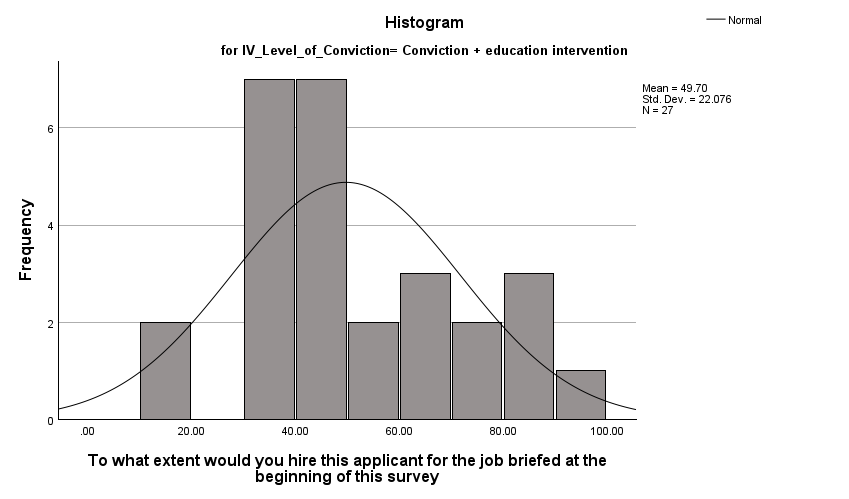 Histogram
for IV_Level_of_Conviction= Conviction + education intervention
Normal
Mean = 49.70
Std. Dev. = 22.076
N = 27
Frequency
6
4
2
0
.00 20.00 40.00 60.00 80.00 100.00
To what extent would you hire this applicant for the job briefed at the
beginning of this survey